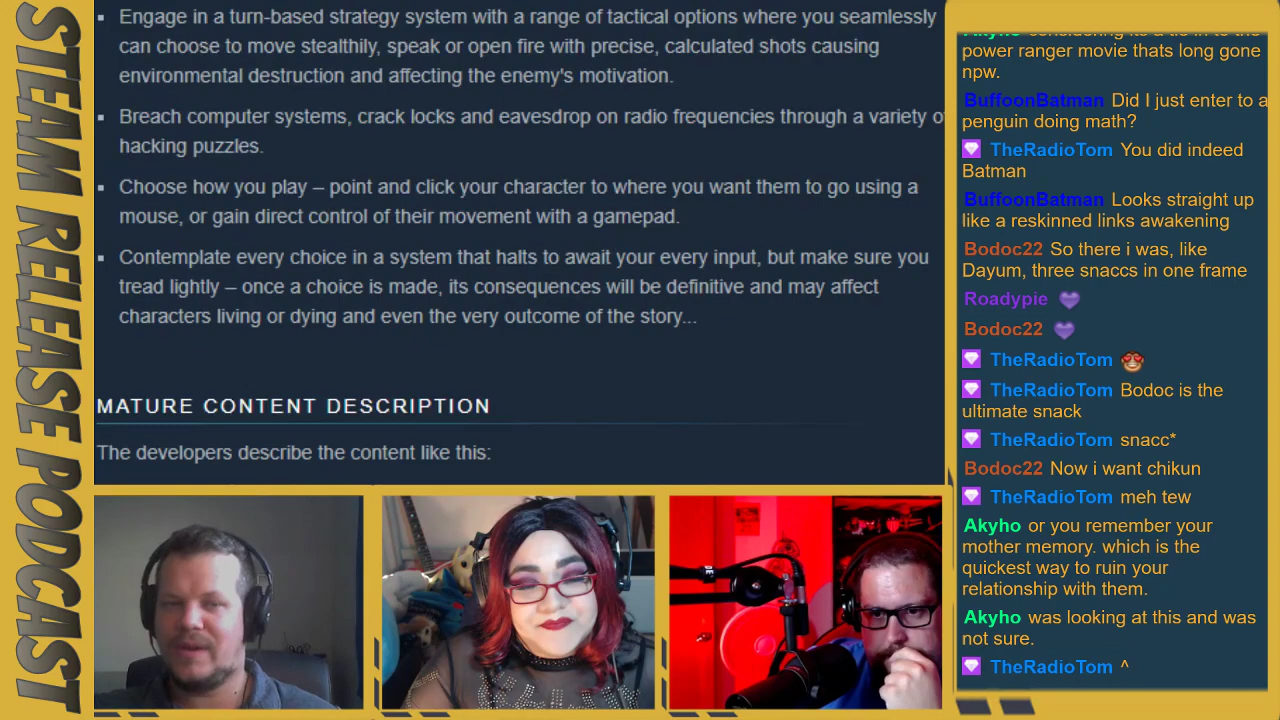 STEAM RELEASE PODCAST
Engage in a turn-based strategy system with a range of tactical options where you seamlessly
can choose to move stealthily, speak or open fire with precise, calculated shots causing
environmental destruction and affecting the enemy's motivation.
Breach computer systems, crack locks and eavesdrop on radio frequencies through a variety of
hacking puzzles.
Choose how you play – point and click your character to where you want them to go using a
mouse, or gain direct control of their movement with a gamepad.
Contemplate every choice in a system that halts to await your every input, but make sure you
tread lightly – once a choice is made, its consequences will be definitive and may affect
characters living or dying and even the very outcome of the story...
MATURE CONTENT DESCRIPTION
The developers describe the content like this:
Akyho considering its a tie in to the
power ranger movie thats long gone
npw.
BuffoonBatman Did I just enter to a
penguin doing math?
TheRadioTom You did indeed
Batman
BuffoonBatman Looks straight up
like a reskinned links awakening
Bodoc22 So there i was, like
Dayum, three snaccs in one frame
Roadypie
Bodoc22
TheRadioTom
TheRadioTom Bodoc is the
ultimate snack
TheRadioTom snacc*
Bodoc22 Now i want chikun
TheRadioTom meh tew
Akyho or you remember your
mother memory. which is the
quickest way to ruin your
relationship with them.
Akyho was looking at this and was
not sure.
TheRadioTom ^